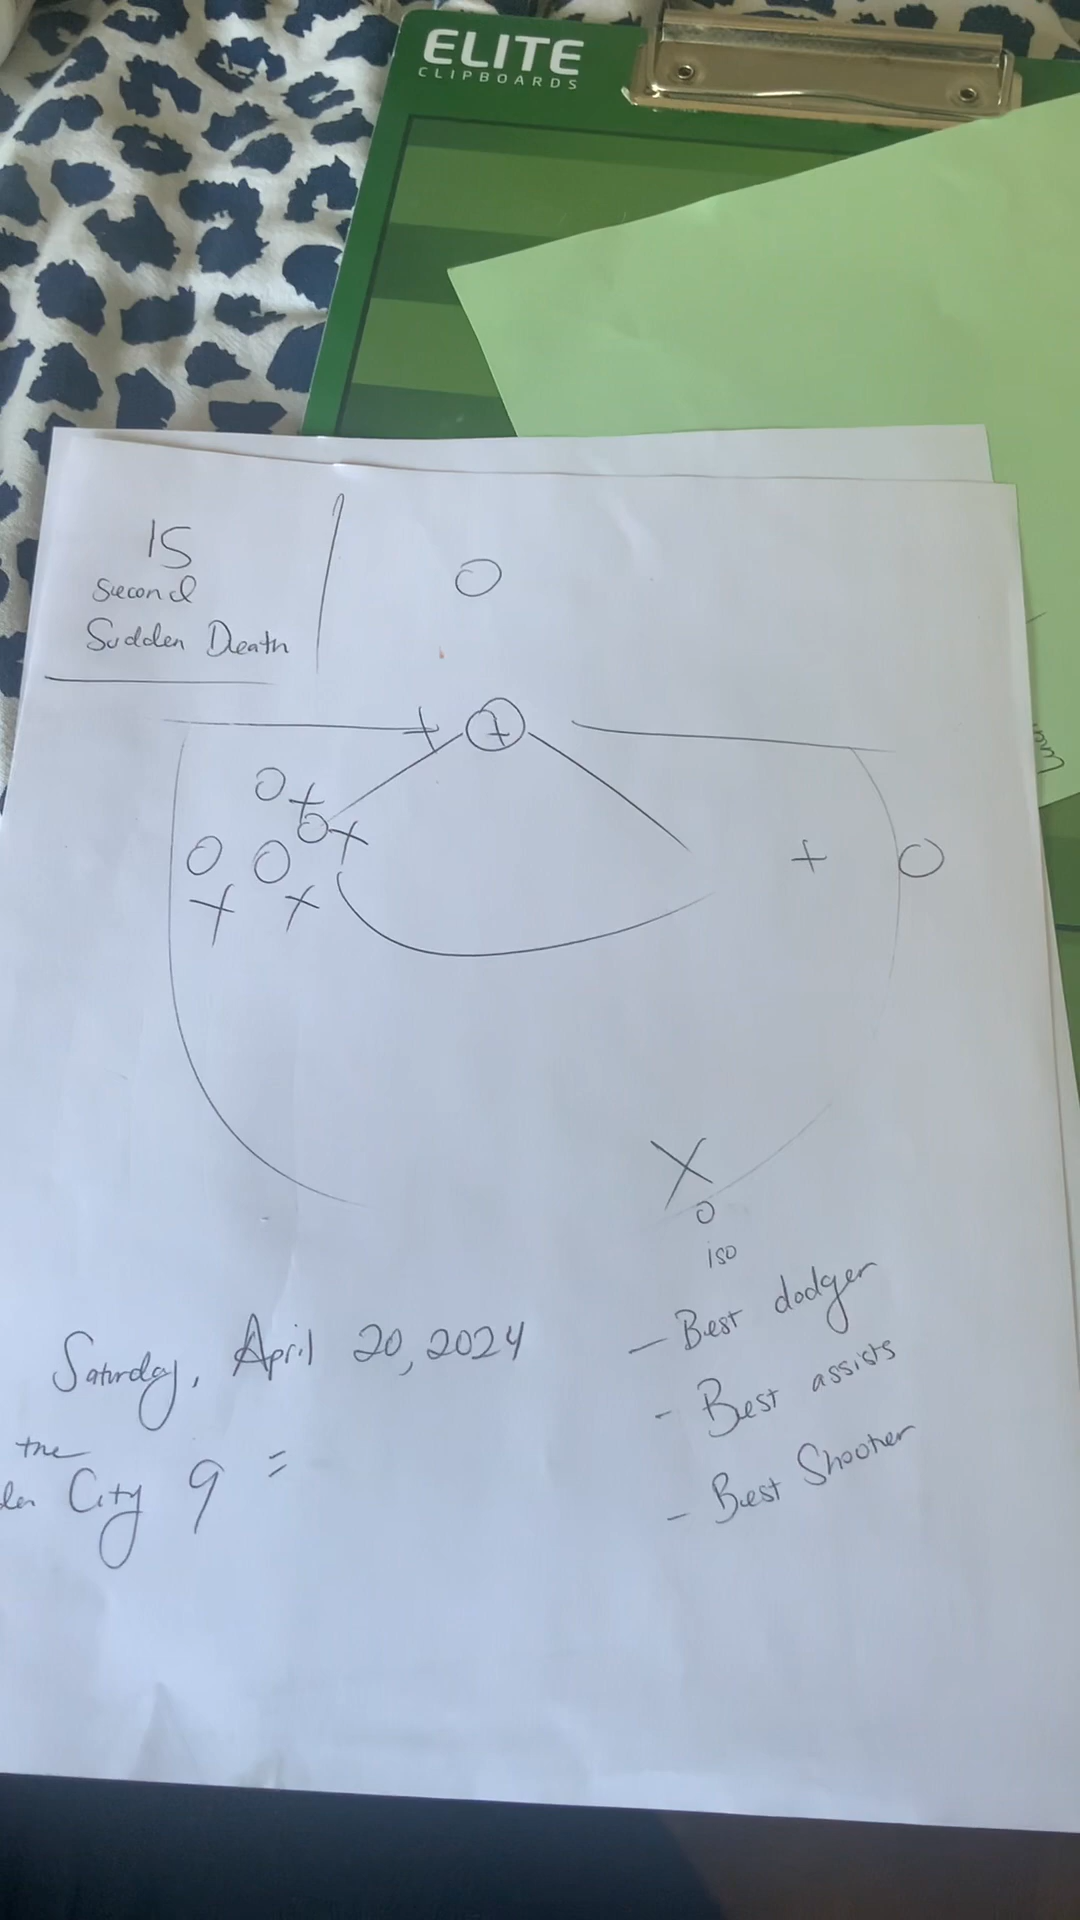 ELITE
CLIPBOARDS
15
Second
Sudden Death
iso
- Best dodger
- Best assists
- Best Shooter
Saturday, April 20, 2024
the
City 9 =